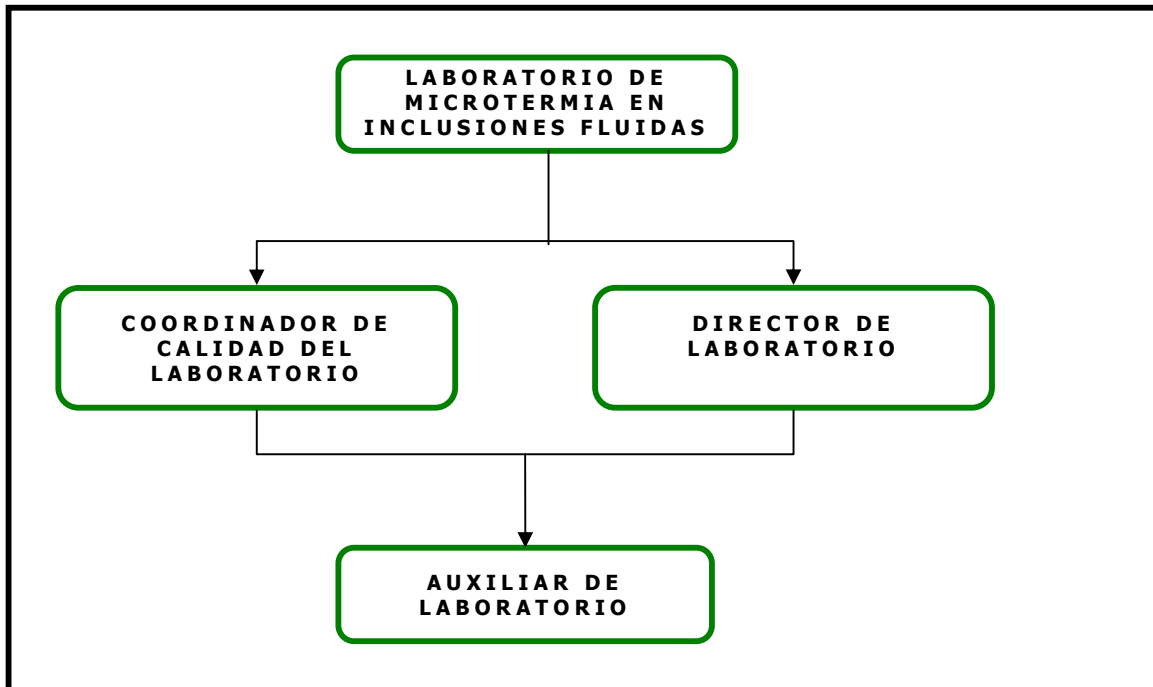 LABORATORIO DE
MICROTERMIA EN
INCLUSIONES FLUIDAS
COORDINADOR DE
CALIDAD DEL
LABORATORIO
DIRECTOR DE
LABORATORIO
AUXILIAR DE
LABORATORIO